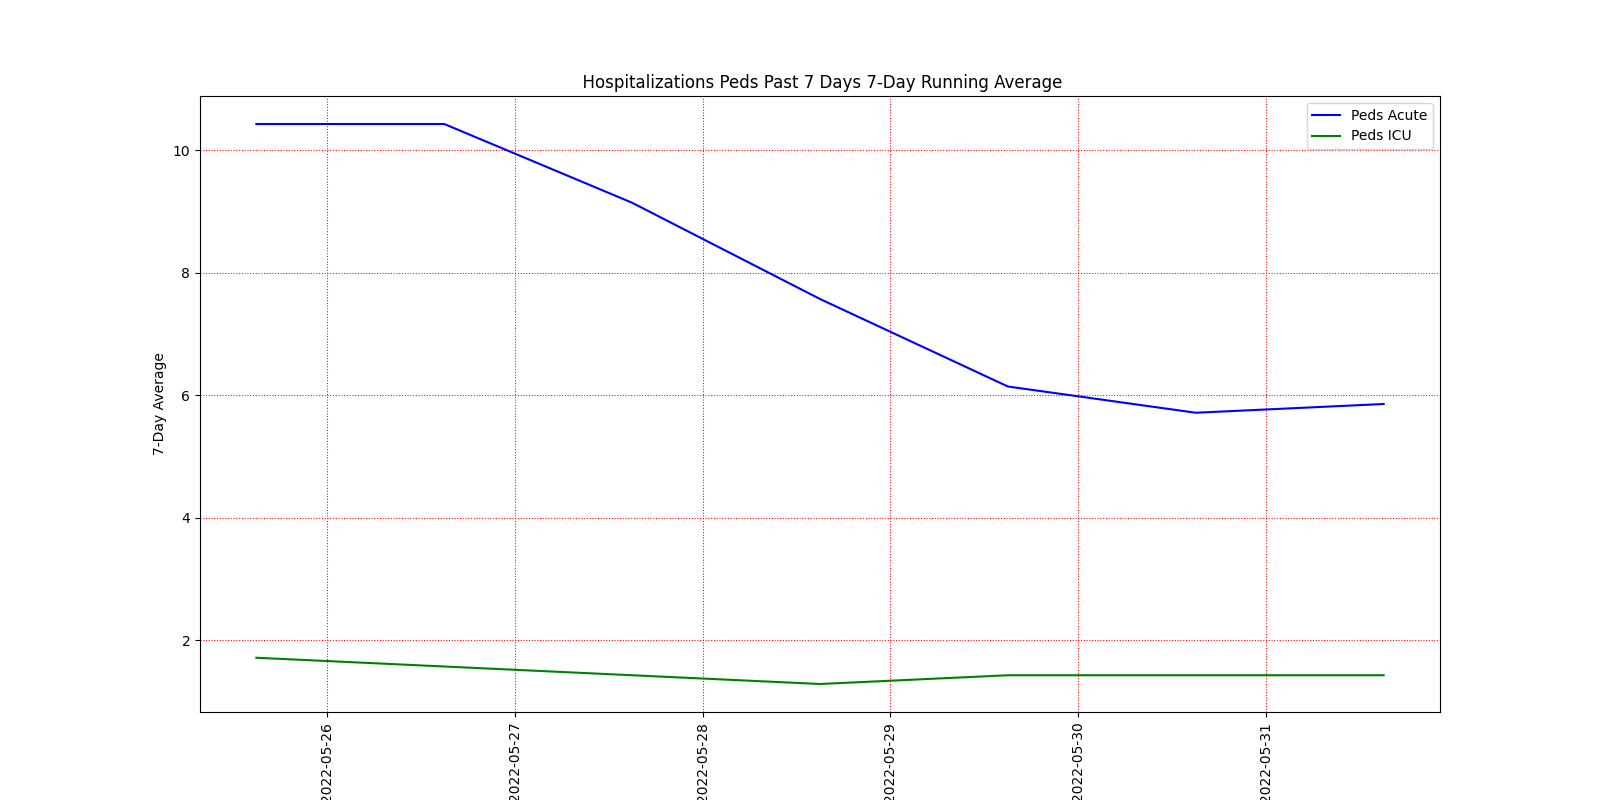 Hospitalizations Peds Past 7 Days 7-Day Running Average
Peds Acute
Peds ICU
7-Day Average
10
8
6
4
2
2022-05-26
2022-05-27
2022-05-28
2022-05-29
2022-05-30
2022-05-31